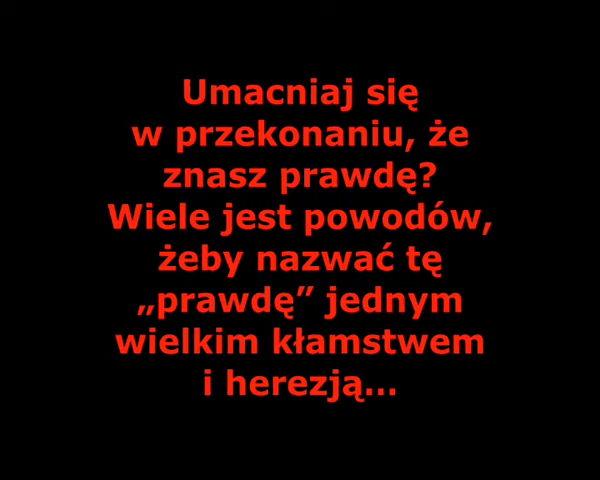 Umacniaj się
w przekonaniu, że
znasz prawdę?
Wiele jest powodów,
żeby nazwać tę
„prawdę” jednym
wielkim kłamstwem
i herezją...